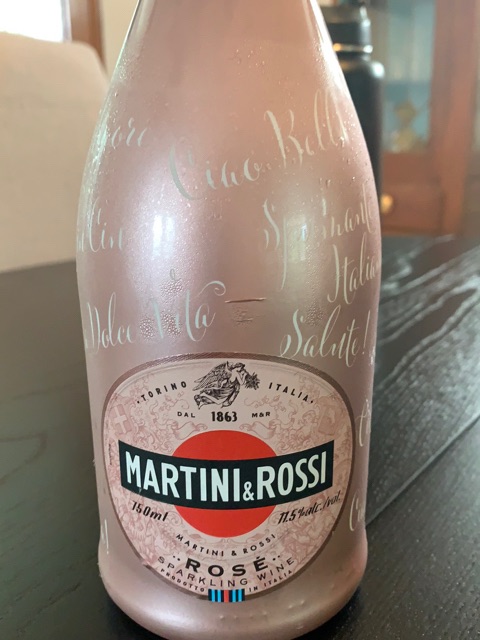 Ciao Bella
Spumante
Italia
Dolce Vita
Salute!
TORINO ITALIA
DAL 1863 M&R
MARTINI & ROSSI
750ml 11.5%alc./vol.
MARTINI & ROSSI
ROSÉ
SPARKLING WINE
PRODOTTO IN ITALIA